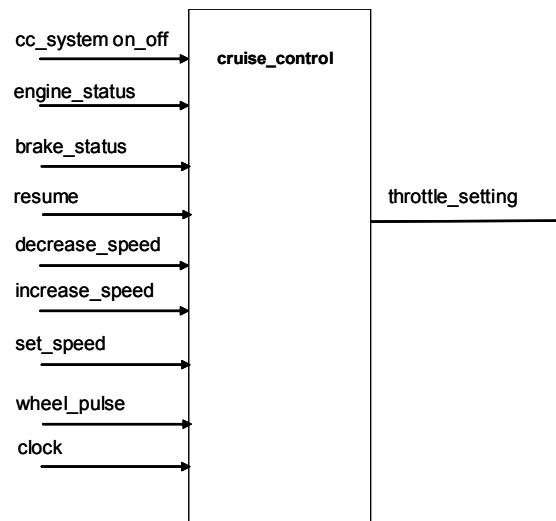 cc_system on_off
cruise_control
engine_status
brake_status
resume
throttle_setting
decrease_speed
increase_speed
set_speed
wheel_pulse
clock